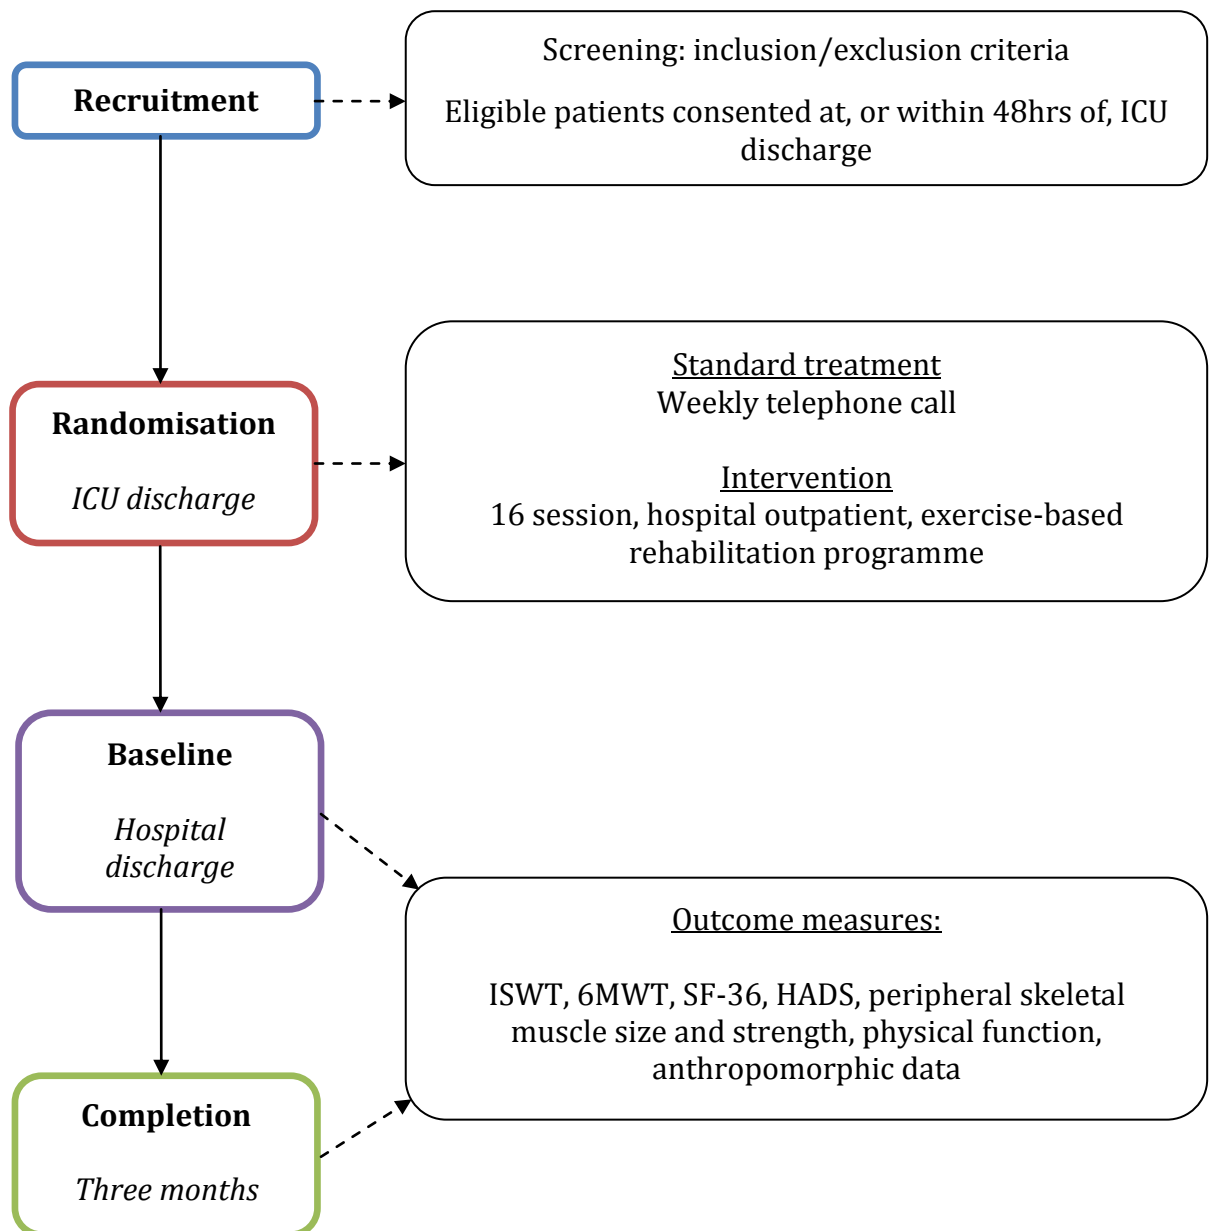 Recruitment
Screening: inclusion/exclusion criteria
Eligible patients consented at, or within 48hrs of, ICU
discharge
Randomisation
ICU discharge
Standard treatment
Weekly telephone call
Intervention
16 session, hospital outpatient, exercise-based
rehabilitation programme
Baseline
Hospital
discharge
Outcome measures:
ISWT, 6MWT, SF-36, HADS, peripheral skeletal
muscle size and strength, physical function,
anthropomorphic data
Completion
Three months